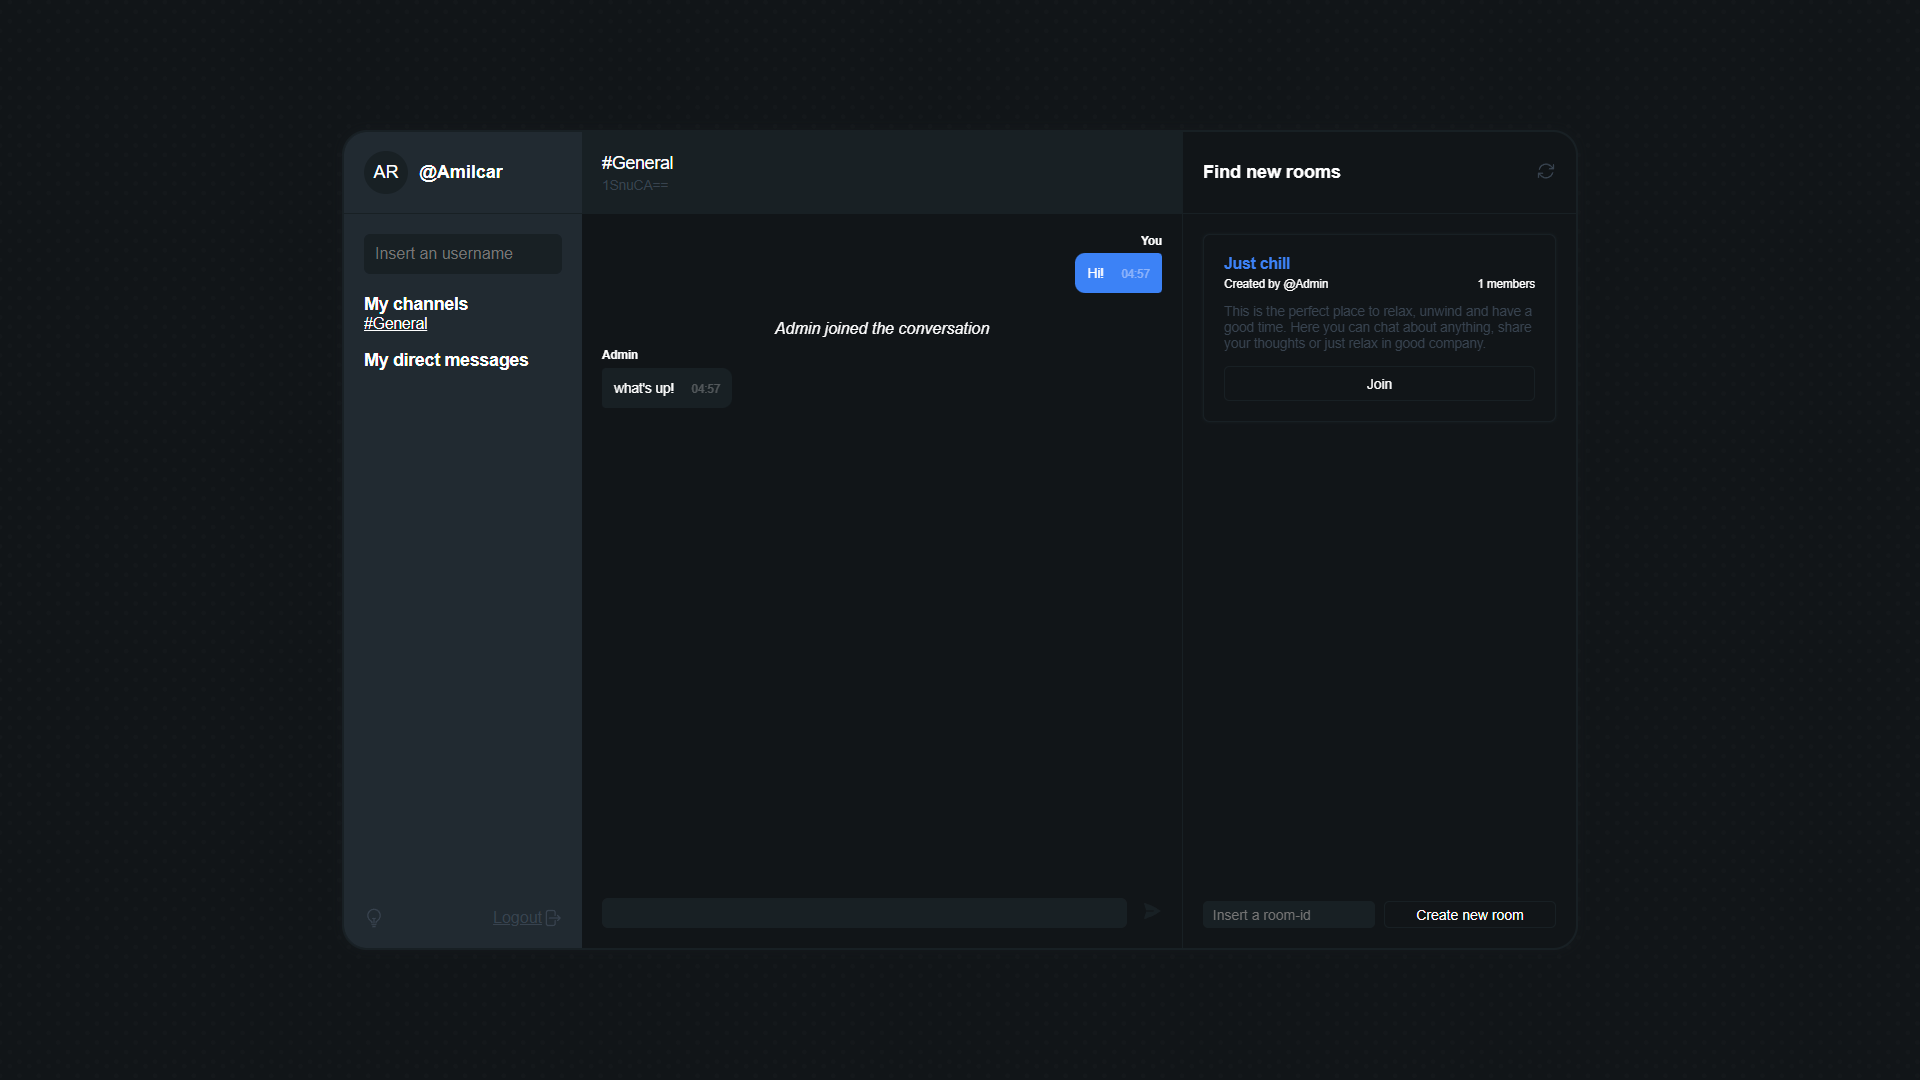 AR @Amilcar
Insert an username
My channels
#General
My direct messages
Logout
#General
1SnuCA==
You
Hi! 04:57
Admin joined the conversation
Admin
what's up! 04:57
Find new rooms
Just chill
Created by @Admin 1 members
This is the perfect place to relax, unwind and have a
good time. Here you can chat about anything, share
your thoughts or just relax in good company.
Join
Insert a room-id Create new room